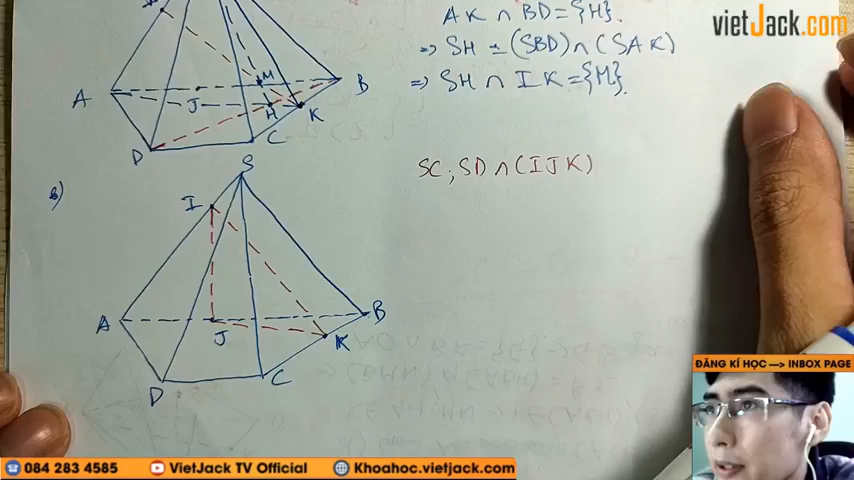 vietJack.com
AK ∩ BD = {H}.
⇒ SH = (SBD) ∩ (SAK)
⇒ SH ∩ IK = {M}.
A
B
M
J
H
K
C
D
SC; SD ∩ (IJK)
b)
S
I
A
B
J
K
D
C
ĐĂNG KÍ HỌC —> INBOX PAGE
084 283 4585
VietJack TV Official
Khoahoc.vietjack.com